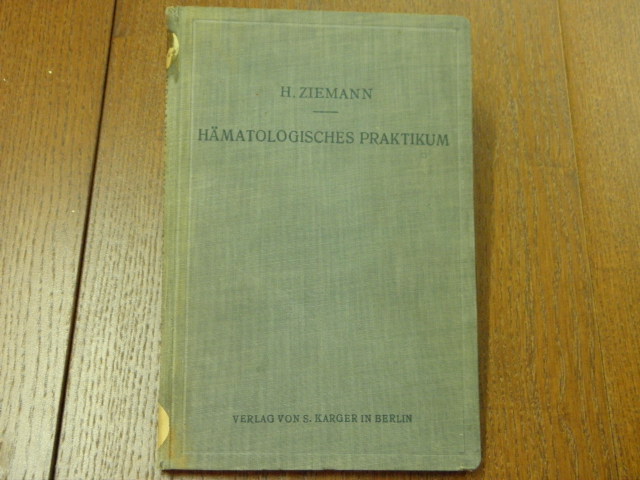 H. ZIEMANN
HÄMATOLOGISCHES PRAKTIKUM
VERLAG VON S. KARGER IN BERLIN